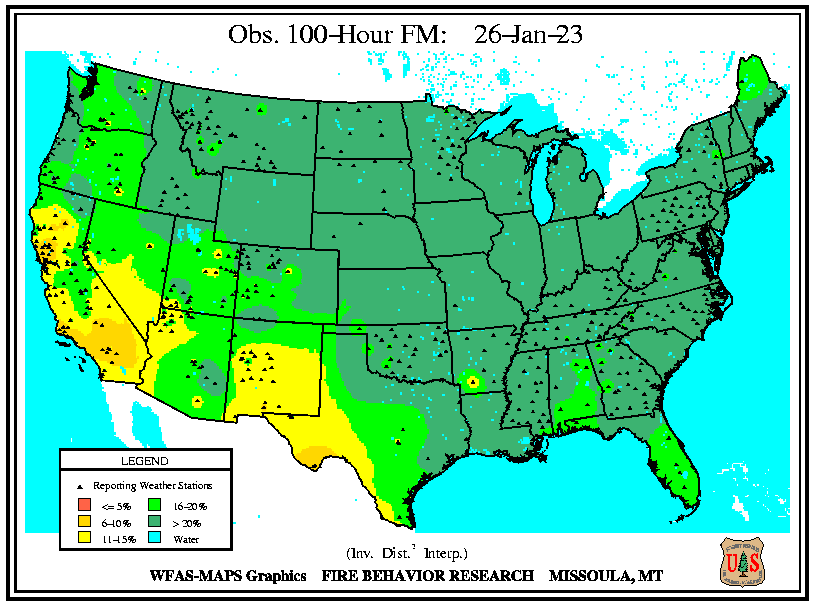 Obs. 100-Hour FM: 26-Jan-23
LEGEND
Reporting Weather Stations
<= 5% 16-20%
6-10% > 20%
11-15% Water
(Inv. Dist.² Interp.)
WFAS-MAPS Graphics FIRE BEHAVIOR RESEARCH MISSOULA, MT
U S